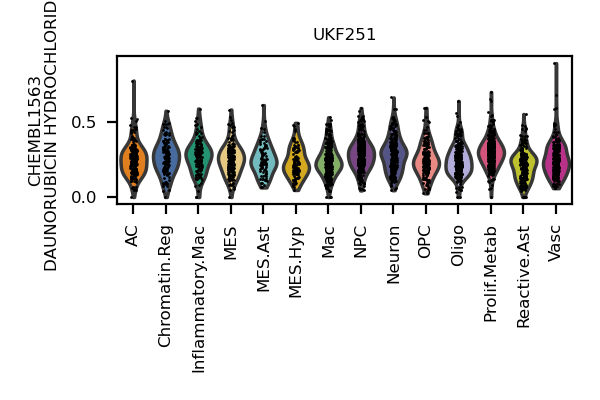 UKF251
CHEMBL1563
DAUNORUBICIN HYDROCHLORID
0.5
0.0
AC
Chromatin.Reg
Inflammatory.Mac
MES
MES.Ast
MES.Hyp
Mac
NPC
Neuron
OPC
Oligo
Prolif.Metab
Reactive.Ast
Vasc